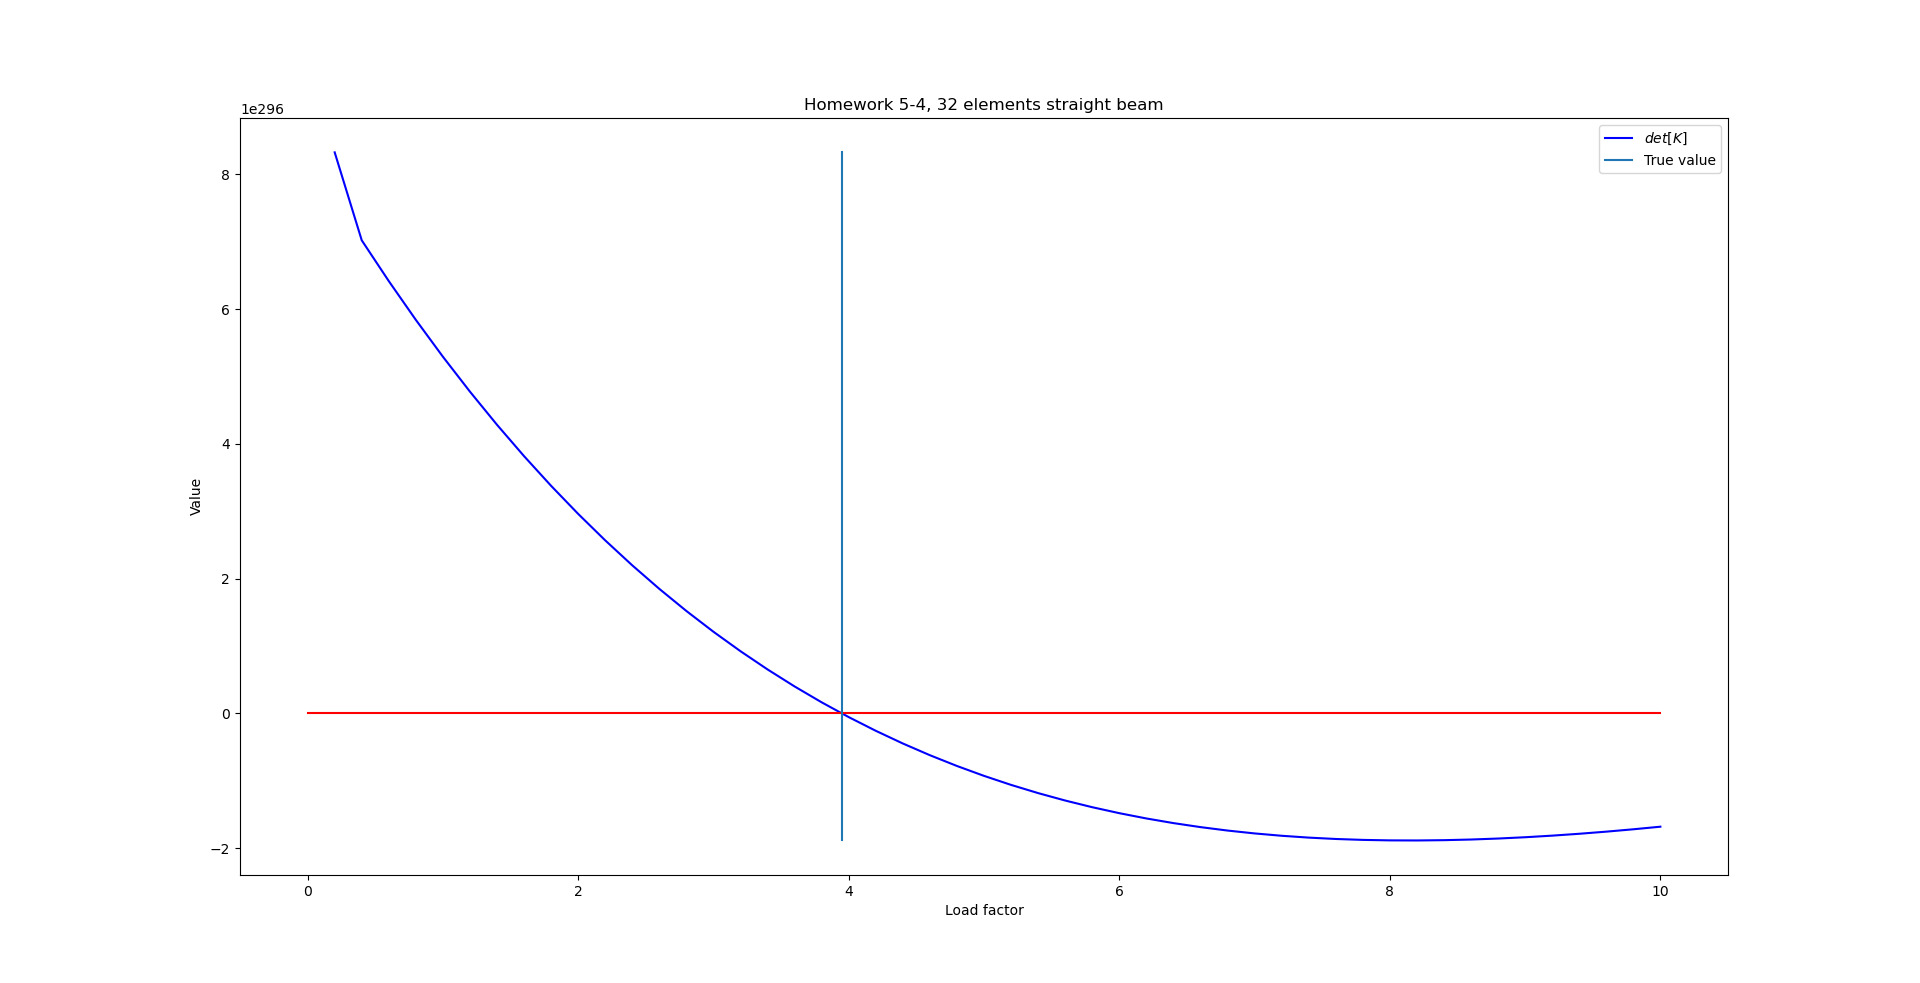 Homework 5-4, 32 elements straight beam
1e296
det[K]
True value
8
6
4
2
0
−2
Value
0
2
4
6
8
10
Load factor